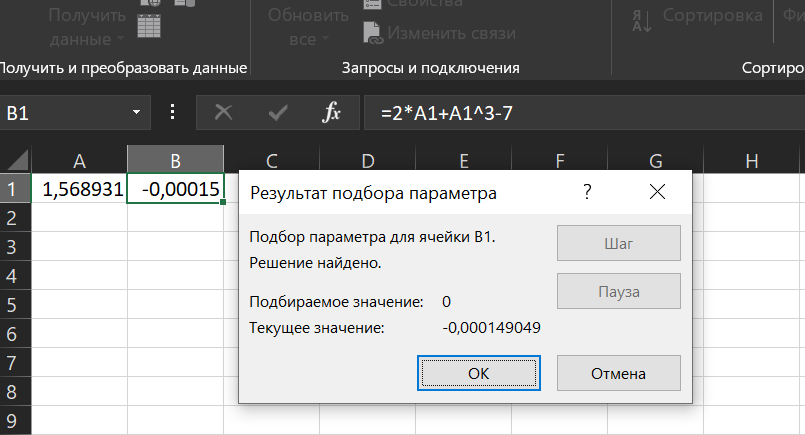 Получить данные
Обновить все
Свойства
Изменить связи
Сортировка
Получить и преобразовать данные
Запросы и подключения
B1
fx
=2*A1+A1^3-7
A B C D E F G H
1 1,568931 -0,00015
2
3
4
5
6
7
8
9
Результат подбора параметра ?
Подбор параметра для ячейки B1.
Решение найдено.
Подбираемое значение: 0
Текущее значение: -0,000149049
Шаг
Пауза
ОК
Отмена